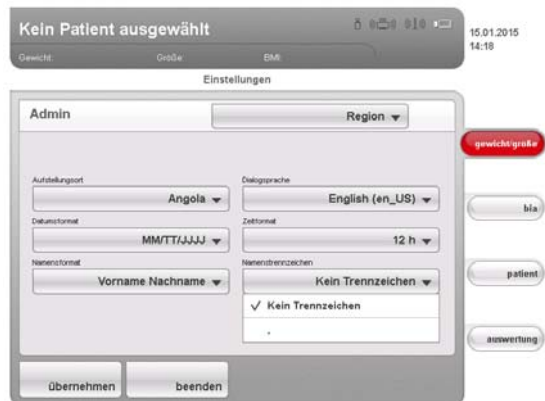 Kein Patient ausgewählt
15.01.2015
14:18
Gewicht: Größe: BMI:
Einstellungen
Admin
Region
gewicht/größe
Aufstellungsort
Dialogsprache
Angola
English (en_US)
bia
Datumsformat
Zeitformat
MM/TT/JJJJ
12 h
Namensformat
Namenstrennzeichen
Vorname Nachname
Kein Trennzeichen
patient
✓ Kein Trennzeichen
,
auswertung
übernehmen
beenden